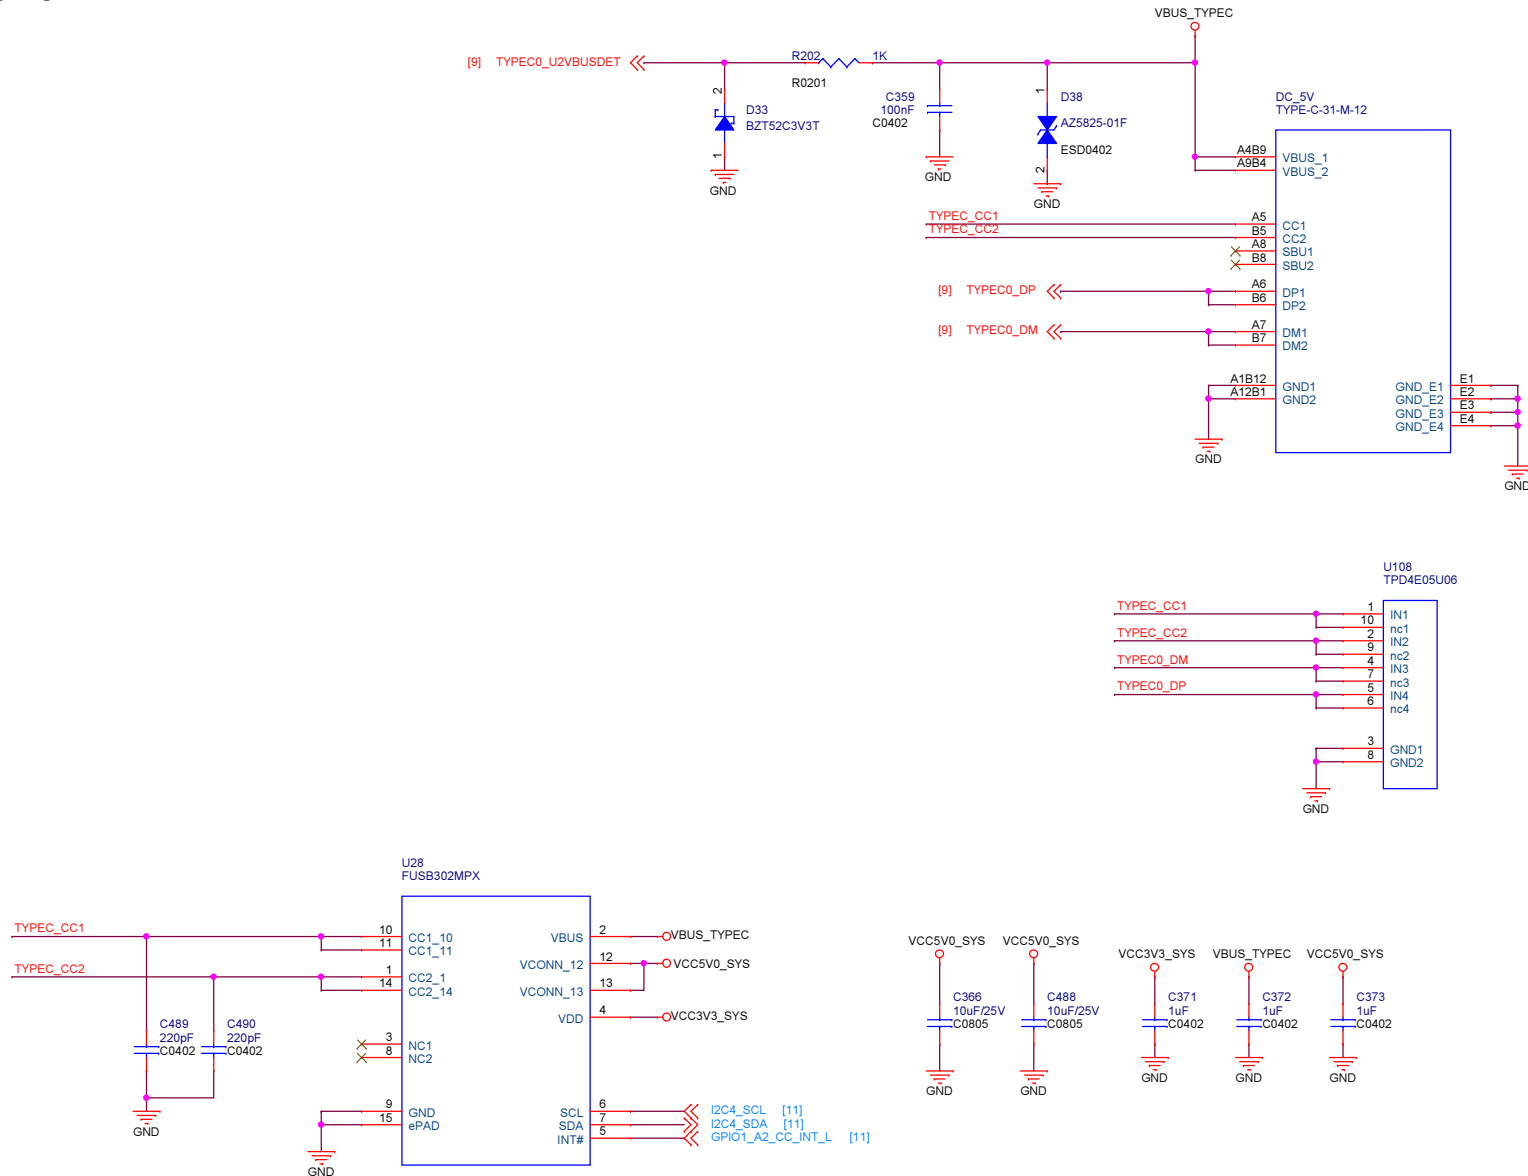 VBUS_TYPEC
[9] TYPEC0_U2VBUSDET
R202
1K
R0201
2
D33
BZT52C3V3T
1
GND
C359
100nF
C0402
GND
1
D38
AZ5825-01F
ESD0402
2
GND
DC_5V
TYPE-C-31-M-12
A4B9 VBUS_1
A9B4 VBUS_2
TYPEC_CC1 A5 CC1
TYPEC_CC2 B5 CC2
A8 SBU1
B8 SBU2
[9] TYPEC0_DP A6 DP1
B6 DP2
[9] TYPEC0_DM A7 DM1
B7 DM2
A1B12 GND1
A12B1 GND2
GND_E1 E1
GND_E2 E2
GND_E3 E3
GND_E4 E4
GND
GND
U108
TPD4E05U06
TYPEC_CC1 1 IN1
10 nc1
TYPEC_CC2 2 IN2
9 nc2
TYPEC0_DM 4 IN3
7 nc3
TYPEC0_DP 5 IN4
6 nc4
3 GND1
8 GND2
GND
U28
FUSB302MPX
TYPEC_CC1 10 CC1_10
11 CC1_11
TYPEC_CC2 1 CC2_1
14 CC2_14
C489
220pF
C0402
C490
220pF
C0402
GND
3 NC1
8 NC2
9 GND
15 ePAD
GND
VBUS 2 VBUS_TYPEC
VCONN_12 12 VCC5V0_SYS
VCONN_13 13
VDD 4 VCC3V3_SYS
SCL 6 I2C4_SCL [11]
SDA 7 I2C4_SDA [11]
INT# 5 GPIO1_A2_CC_INT_L [11]
VCC5V0_SYS
C366
10uF/25V
C0805
GND
VCC5V0_SYS
C488
10uF/25V
C0805
GND
VCC3V3_SYS
C371
1uF
C0402
GND
VBUS_TYPEC
C372
1uF
C0402
GND
VCC5V0_SYS
C373
1uF
C0402
GND